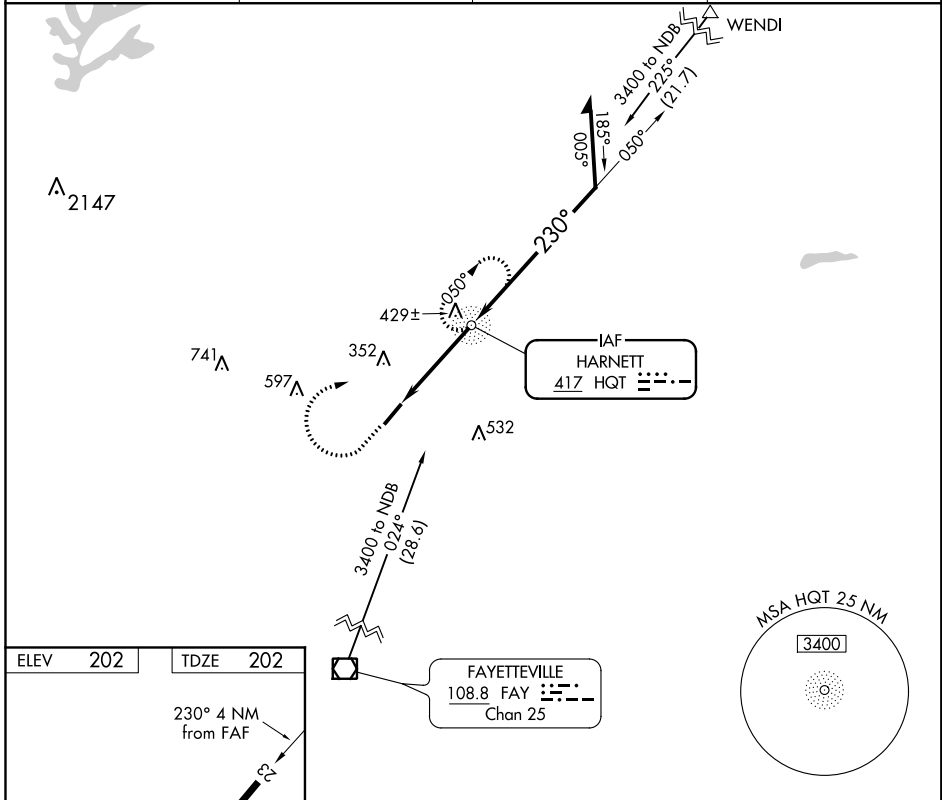 WENDI
3400 to NDB
225°
(21.7)
050°
185°
005°
2147
230°
050°
429±
IAF
HARNETT
417 HQT
741
352
597
532
3400 to NDB
024°
(28.6)
MSA HQT 25 NM
3400
ELEV 202
TDZE 202
FAYETTEVILLE
108.8 FAY
Chan 25
230° 4 NM
from FAF
23